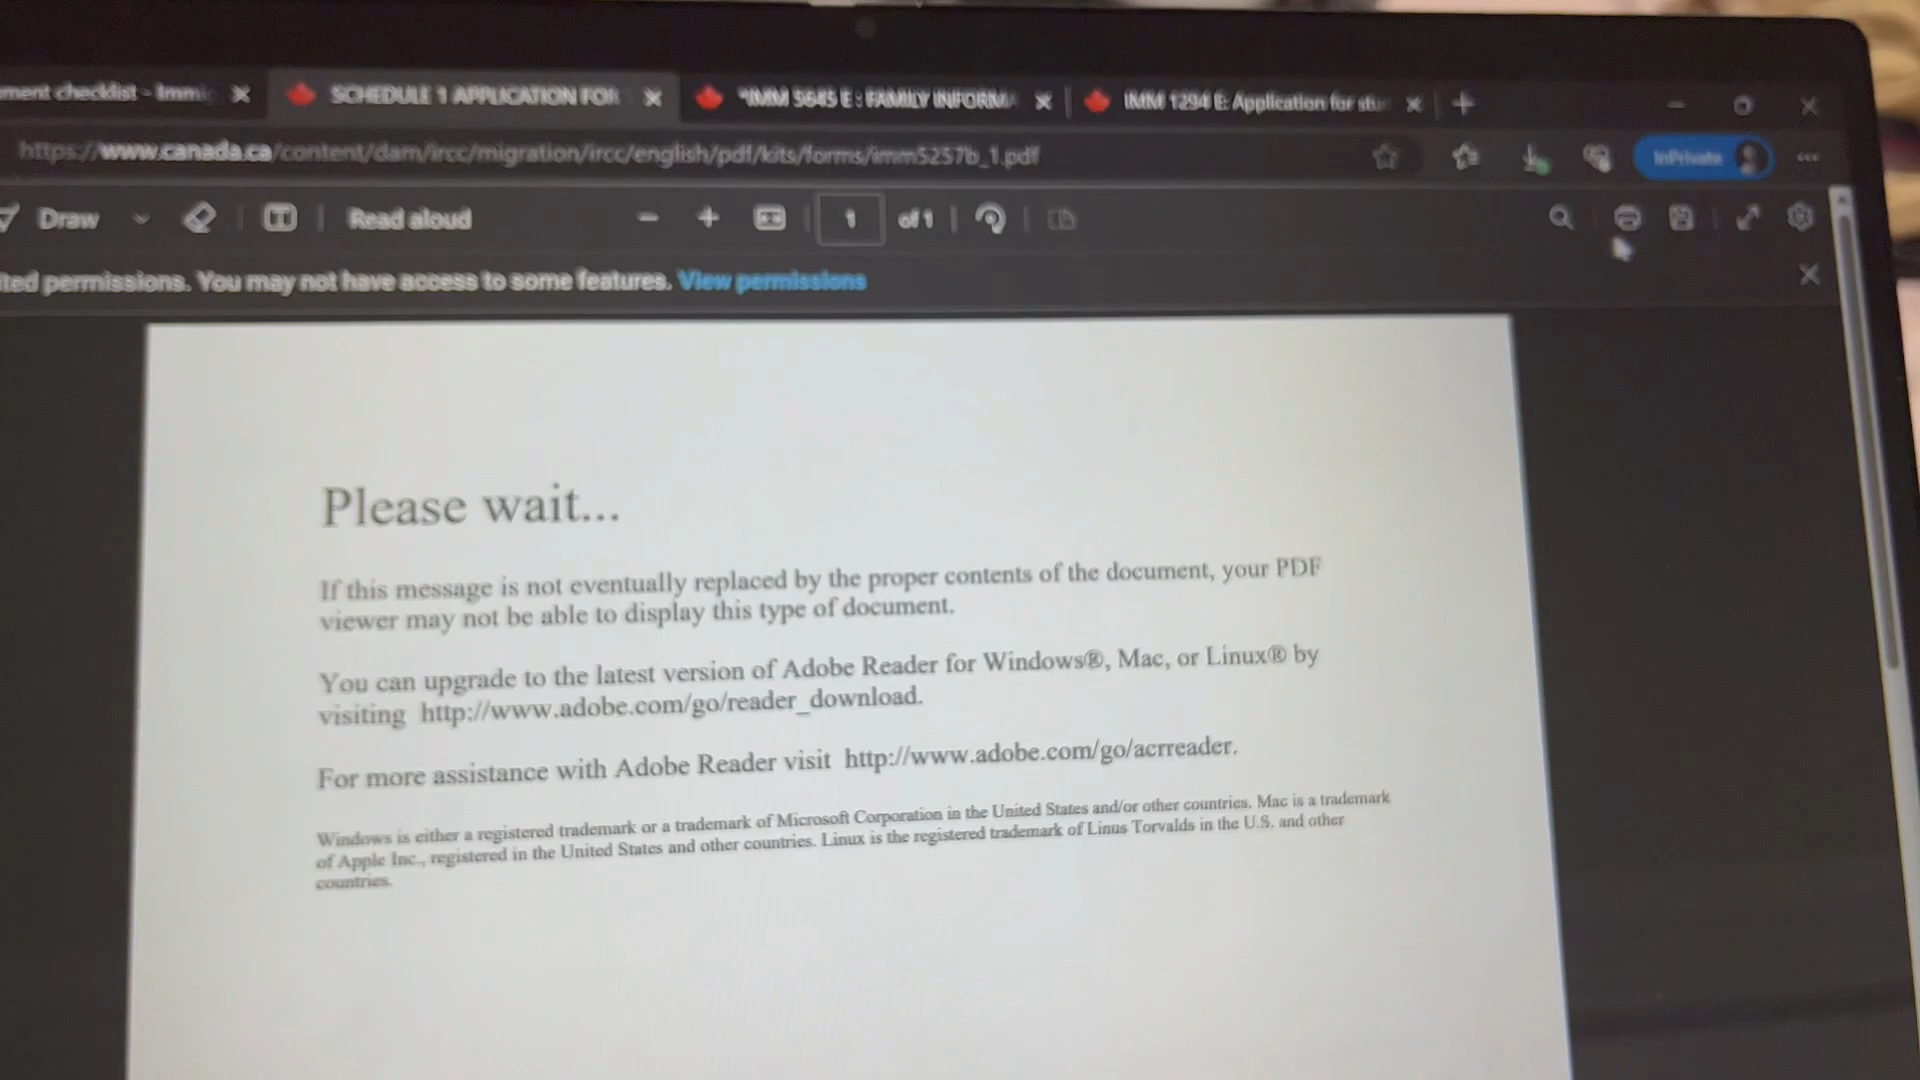 ment checklist - Immi
SCHEDULE 1 APPLICATION FOR
*IMM 5645 E : FAMILY INFORMA
IMM 1294 E: Application for stu
https://www.canada.ca/content/dam/ircc/migration/ircc/english/pdf/kits/forms/imm5257b_1.pdf
InPrivate
Draw
Read aloud
1
of 1
ted permissions. You may not have access to some features. View permissions
Please wait...
If this message is not eventually replaced by the proper contents of the document, your PDF
viewer may not be able to display this type of document.
You can upgrade to the latest version of Adobe Reader for Windows®, Mac, or Linux® by
visiting http://www.adobe.com/go/reader_download.
For more assistance with Adobe Reader visit http://www.adobe.com/go/acrreader.
Windows is either a registered trademark or a trademark of Microsoft Corporation in the United States and/or other countries. Mac is a trademark
of Apple Inc., registered in the United States and other countries. Linux is the registered trademark of Linus Torvalds in the U.S. and other
countries.